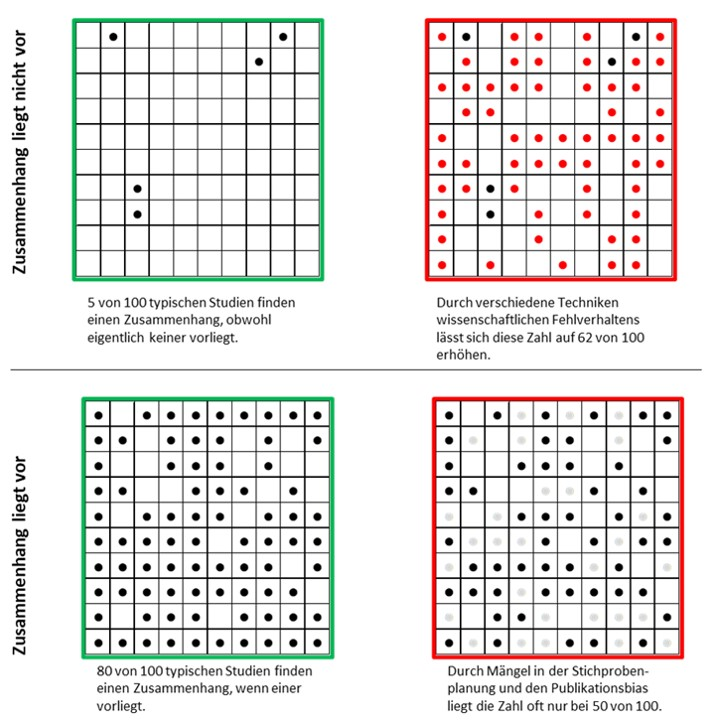 Zusammenhang liegt nicht vor
5 von 100 typischen Studien finden
einen Zusammenhang, obwohl
eigentlich keiner vorliegt.
Durch verschiedene Techniken
wissenschaftlichen Fehlverhaltens
lässt sich diese Zahl auf 62 von 100
erhöhen.
Zusammenhang liegt vor
80 von 100 typischen Studien finden
einen Zusammenhang, wenn einer
vorliegt.
Durch Mängel in der Stichproben-
planung und den Publikationsbias
liegt die Zahl oft nur bei 50 von 100.